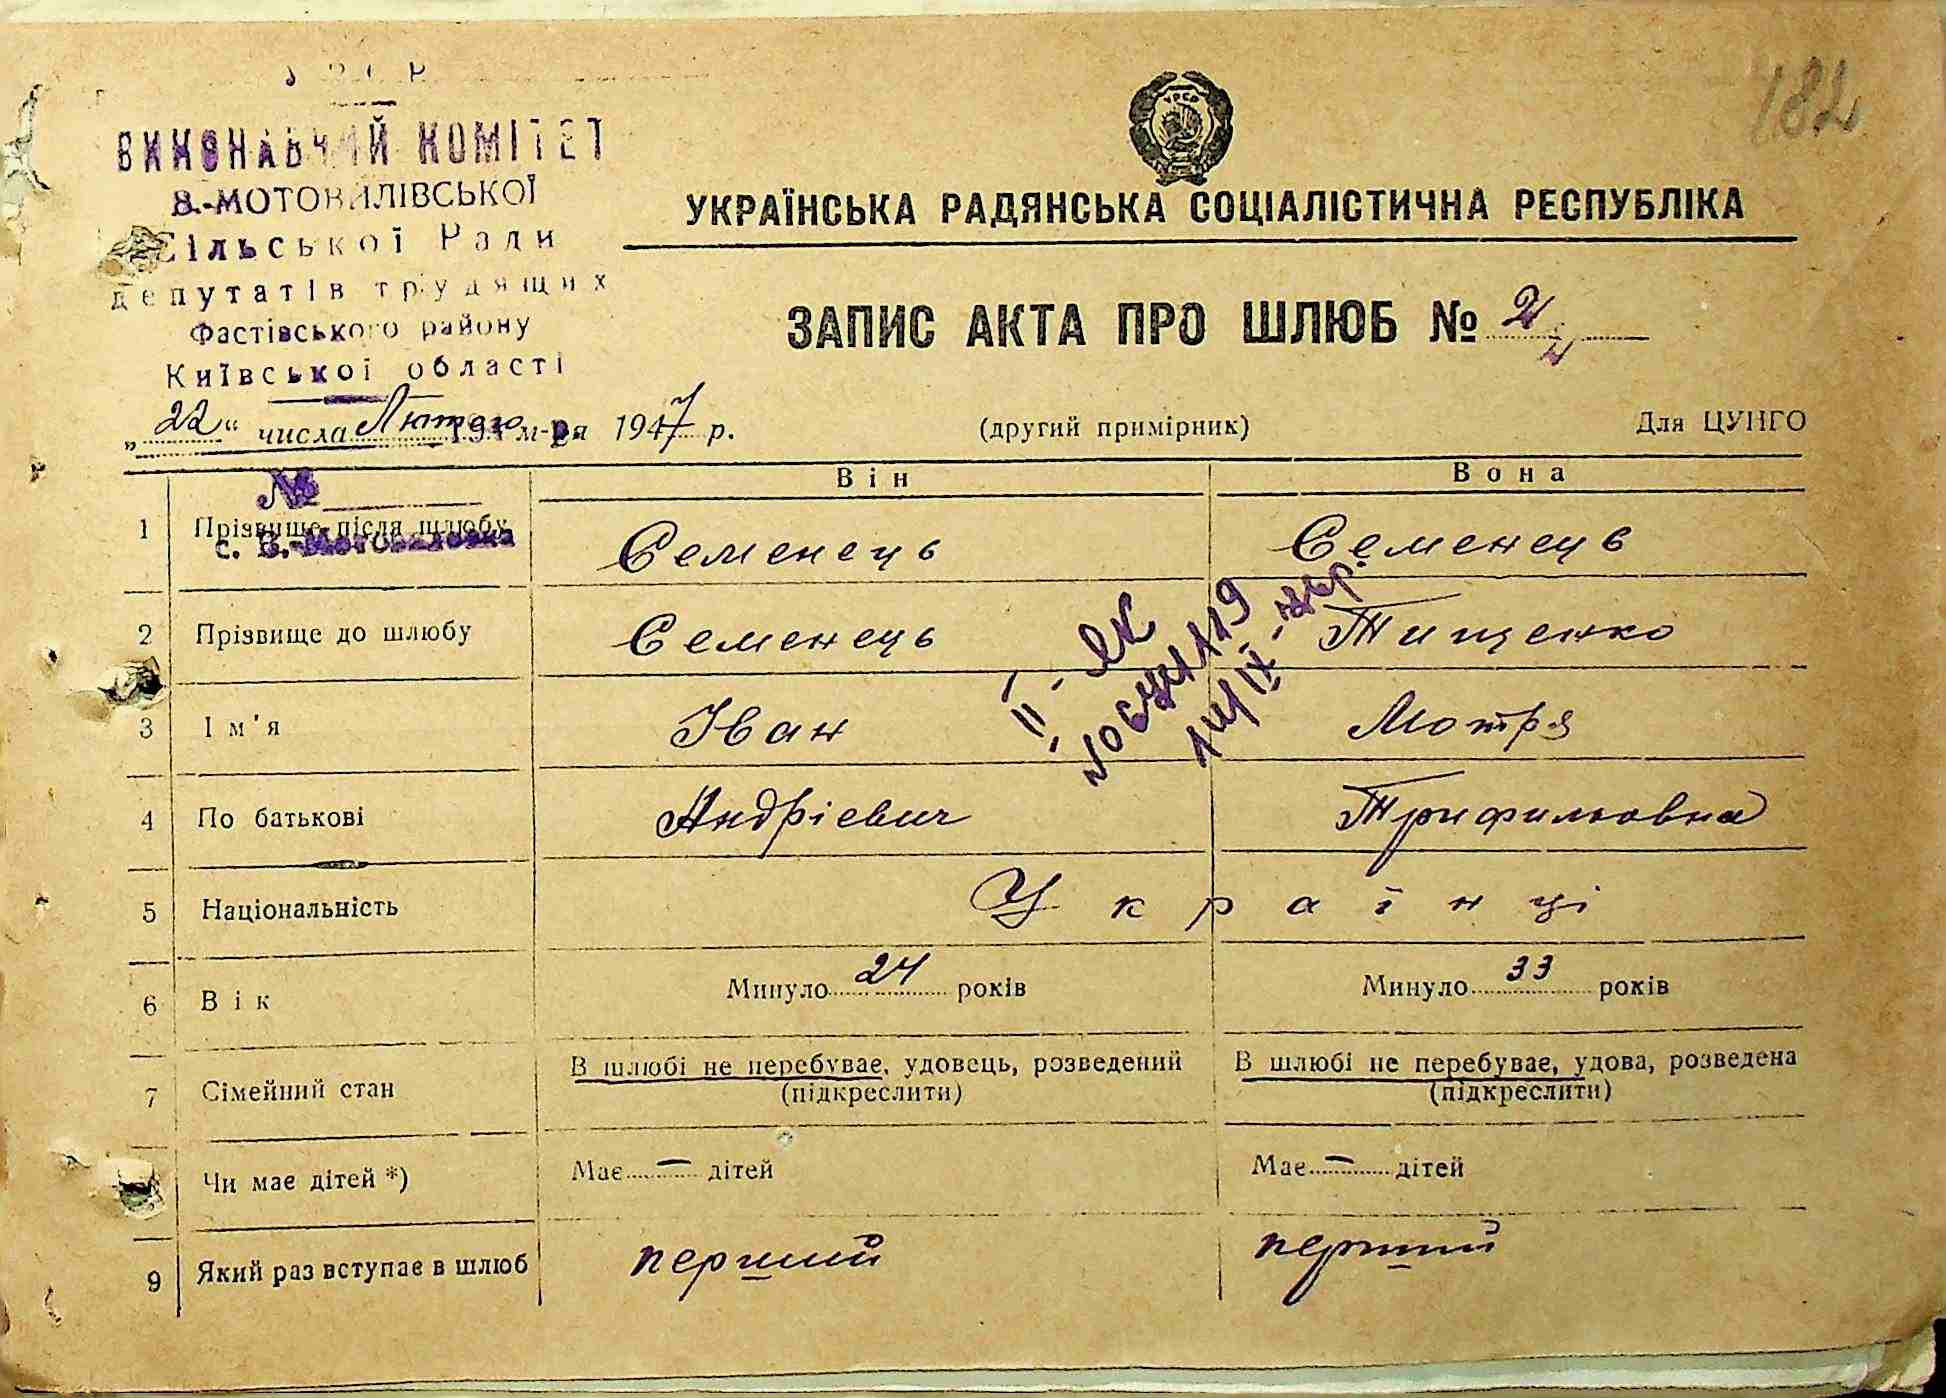 182
УРСР
ВИКОНАВЧИЙ КОМІТЕТ
В.-МОТОВИЛІВСЬКОЇ
Сільської Ради
депутатів трудящих
Фастівського району
Київської області
УКРАЇНСЬКА РАДЯНСЬКА СОЦІАЛІСТИЧНА РЕСПУБЛІКА
ЗАПИС АКТА ПРО ШЛЮБ № 2
„22“ числа Лютого м-ря 1947 р. (другий примірник) Для ЦУНГО
№
с. В.-Мотовиловка
Він Вона
1 Прізвище після шлюбу Семенець Семенець
2 Прізвище до шлюбу Семенець Тищенко
3 Ім'я Іван Мотря
4 По батькові Андрієвич Трифимовна
5 Національність Українці
6 Вік Минуло 24 років Минуло 33 років
7 Сімейний стан В шлюбі не перебуває, удовець, розведений В шлюбі не перебуває, удова, розведена
(підкреслити) (підкреслити)
Чи має дітей *) Має — дітей Має — дітей
9 Який раз вступає в шлюб перший перший